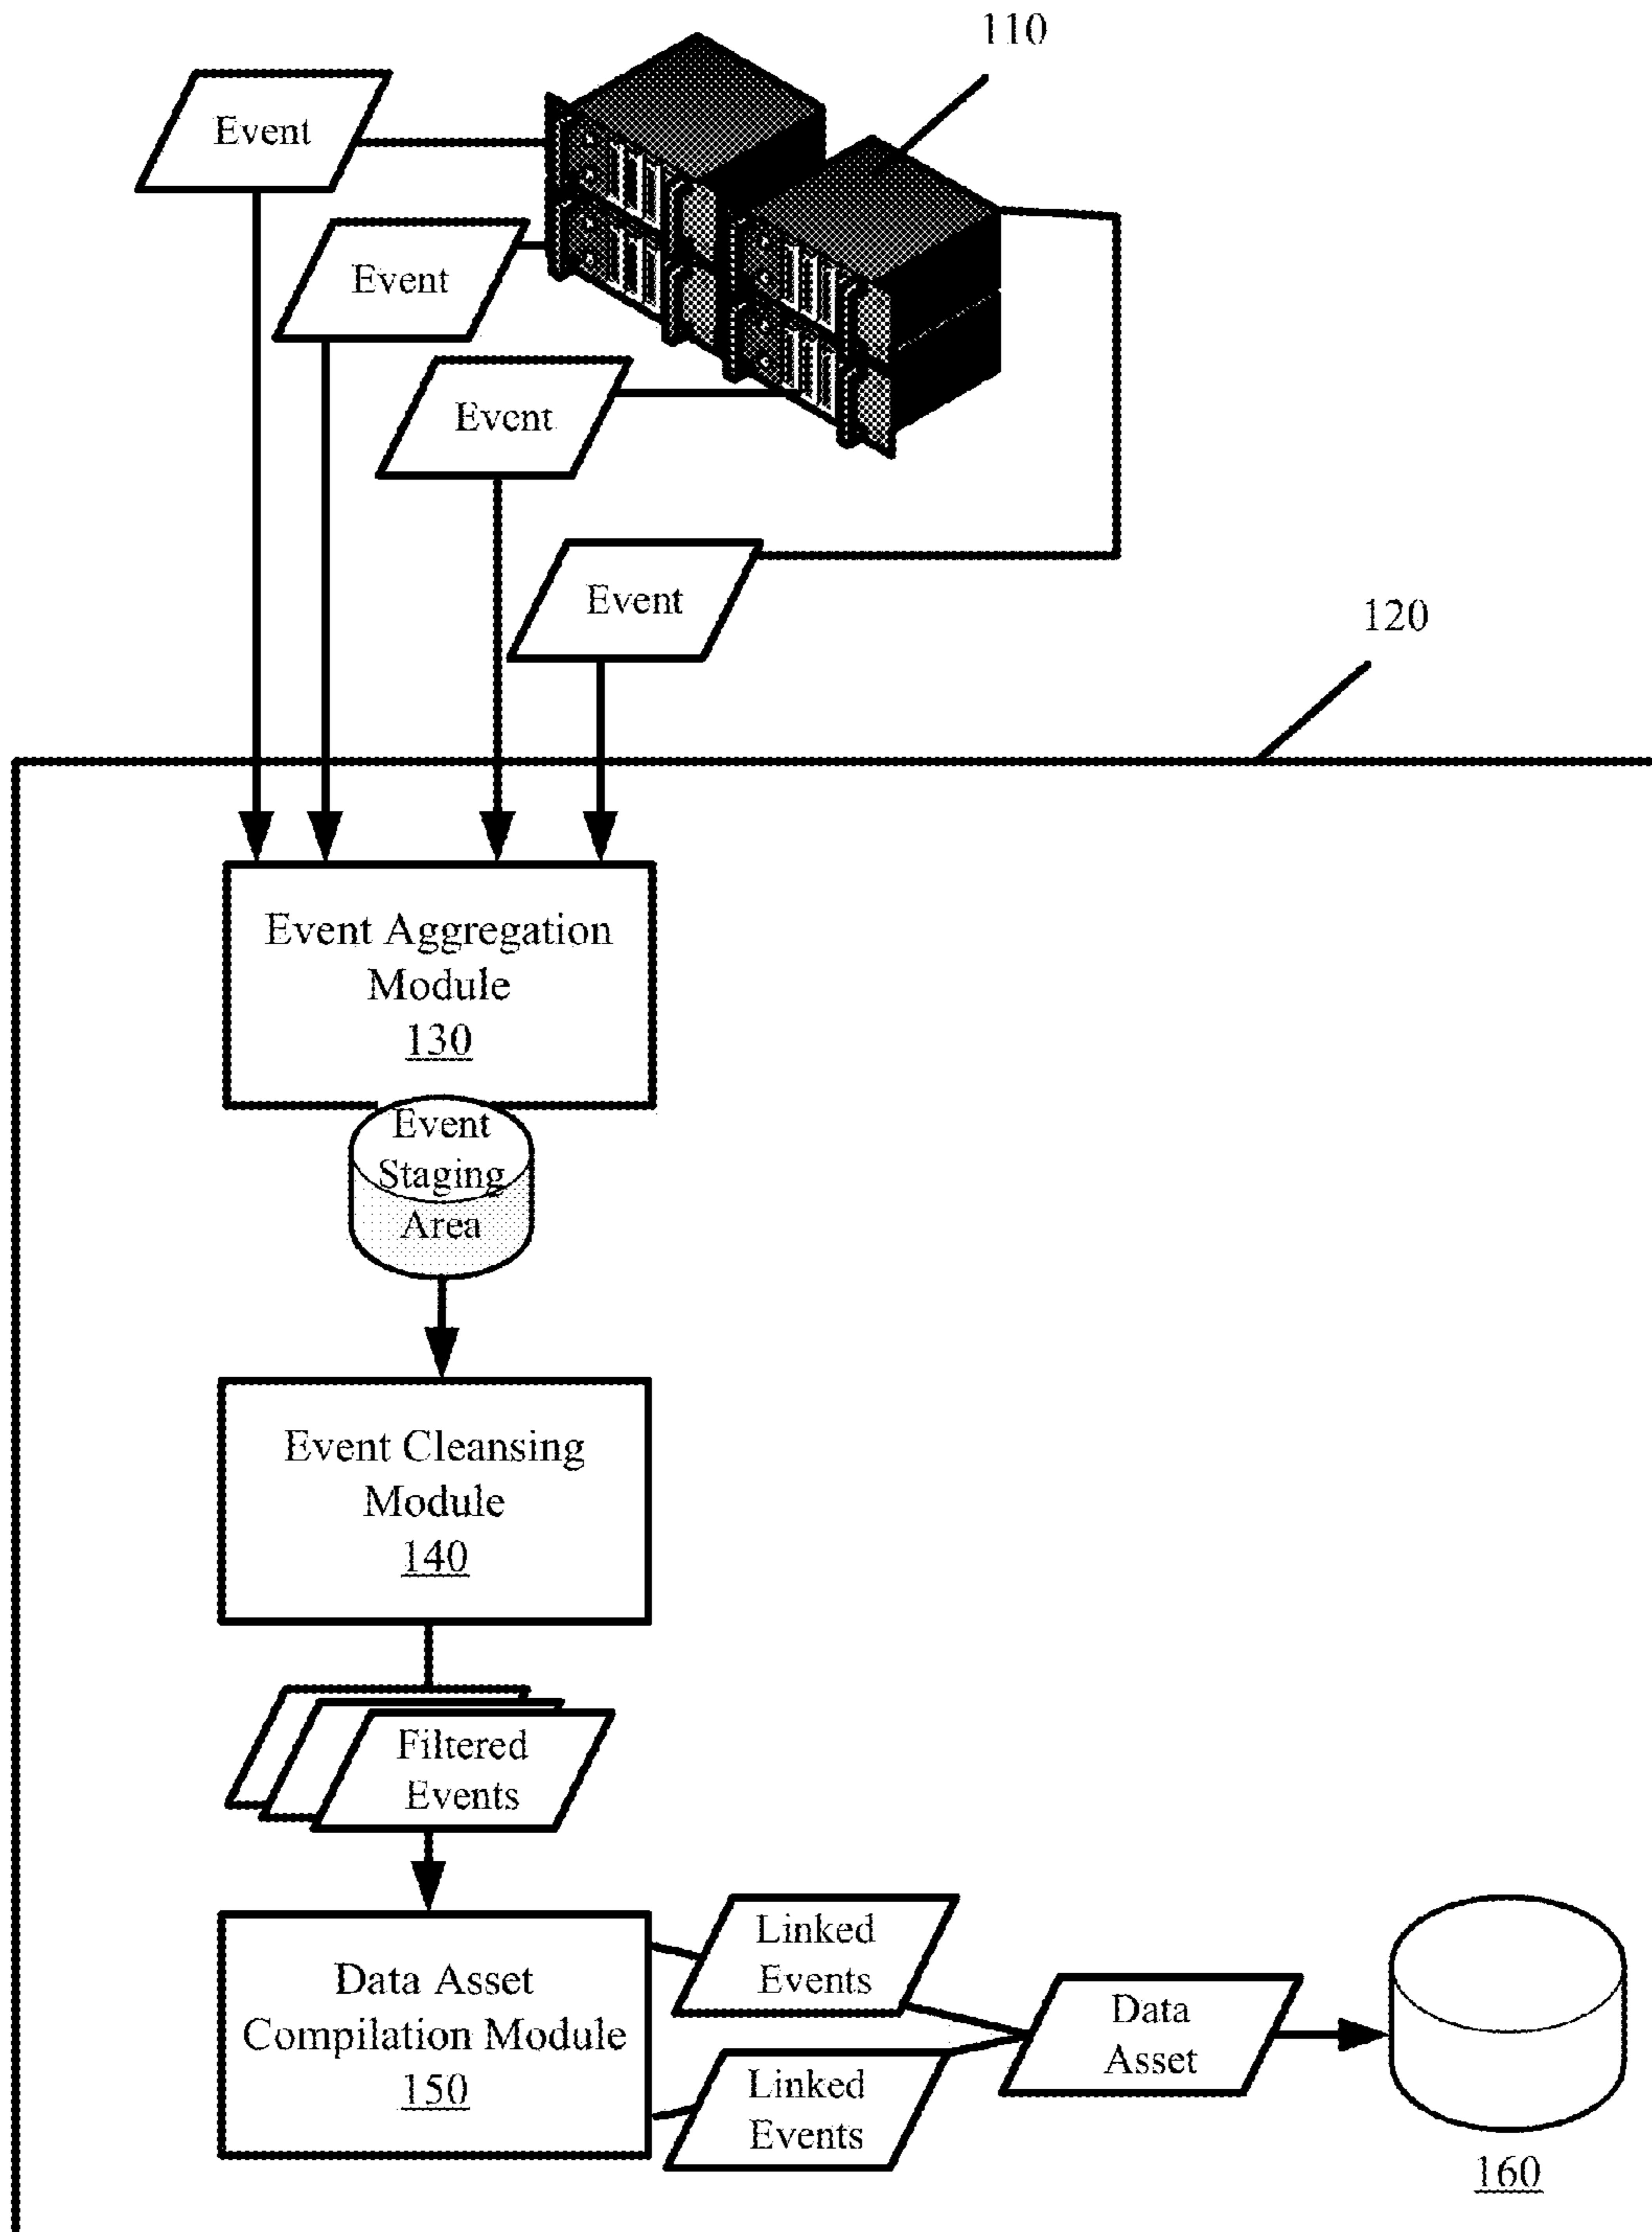 110
Event
Event
Event
Event
120
Event Aggregation
Module
130
Event
Staging
Area
Event Cleansing
Module
140
Filtered
Events
Data Asset
Compilation Module
150
Linked
Events
Linked
Events
Data
Asset
160